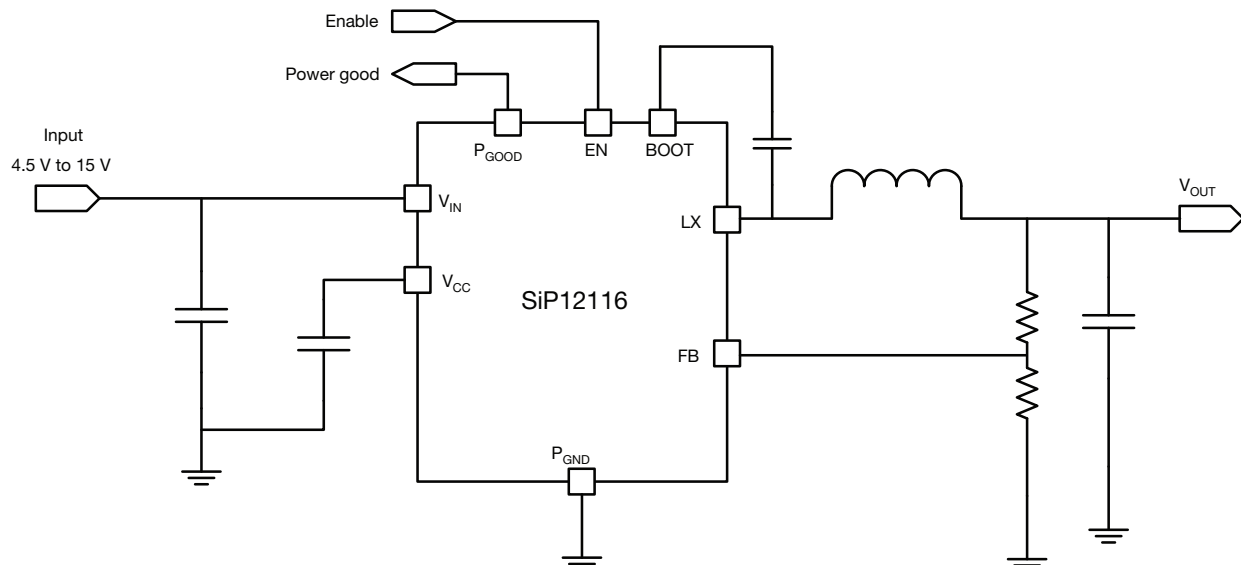 Enable
Power good
Input
4.5 V to 15 V
PGOOD
EN
BOOT
VIN
LX
VOUT
VCC
SiP12116
FB
PGND